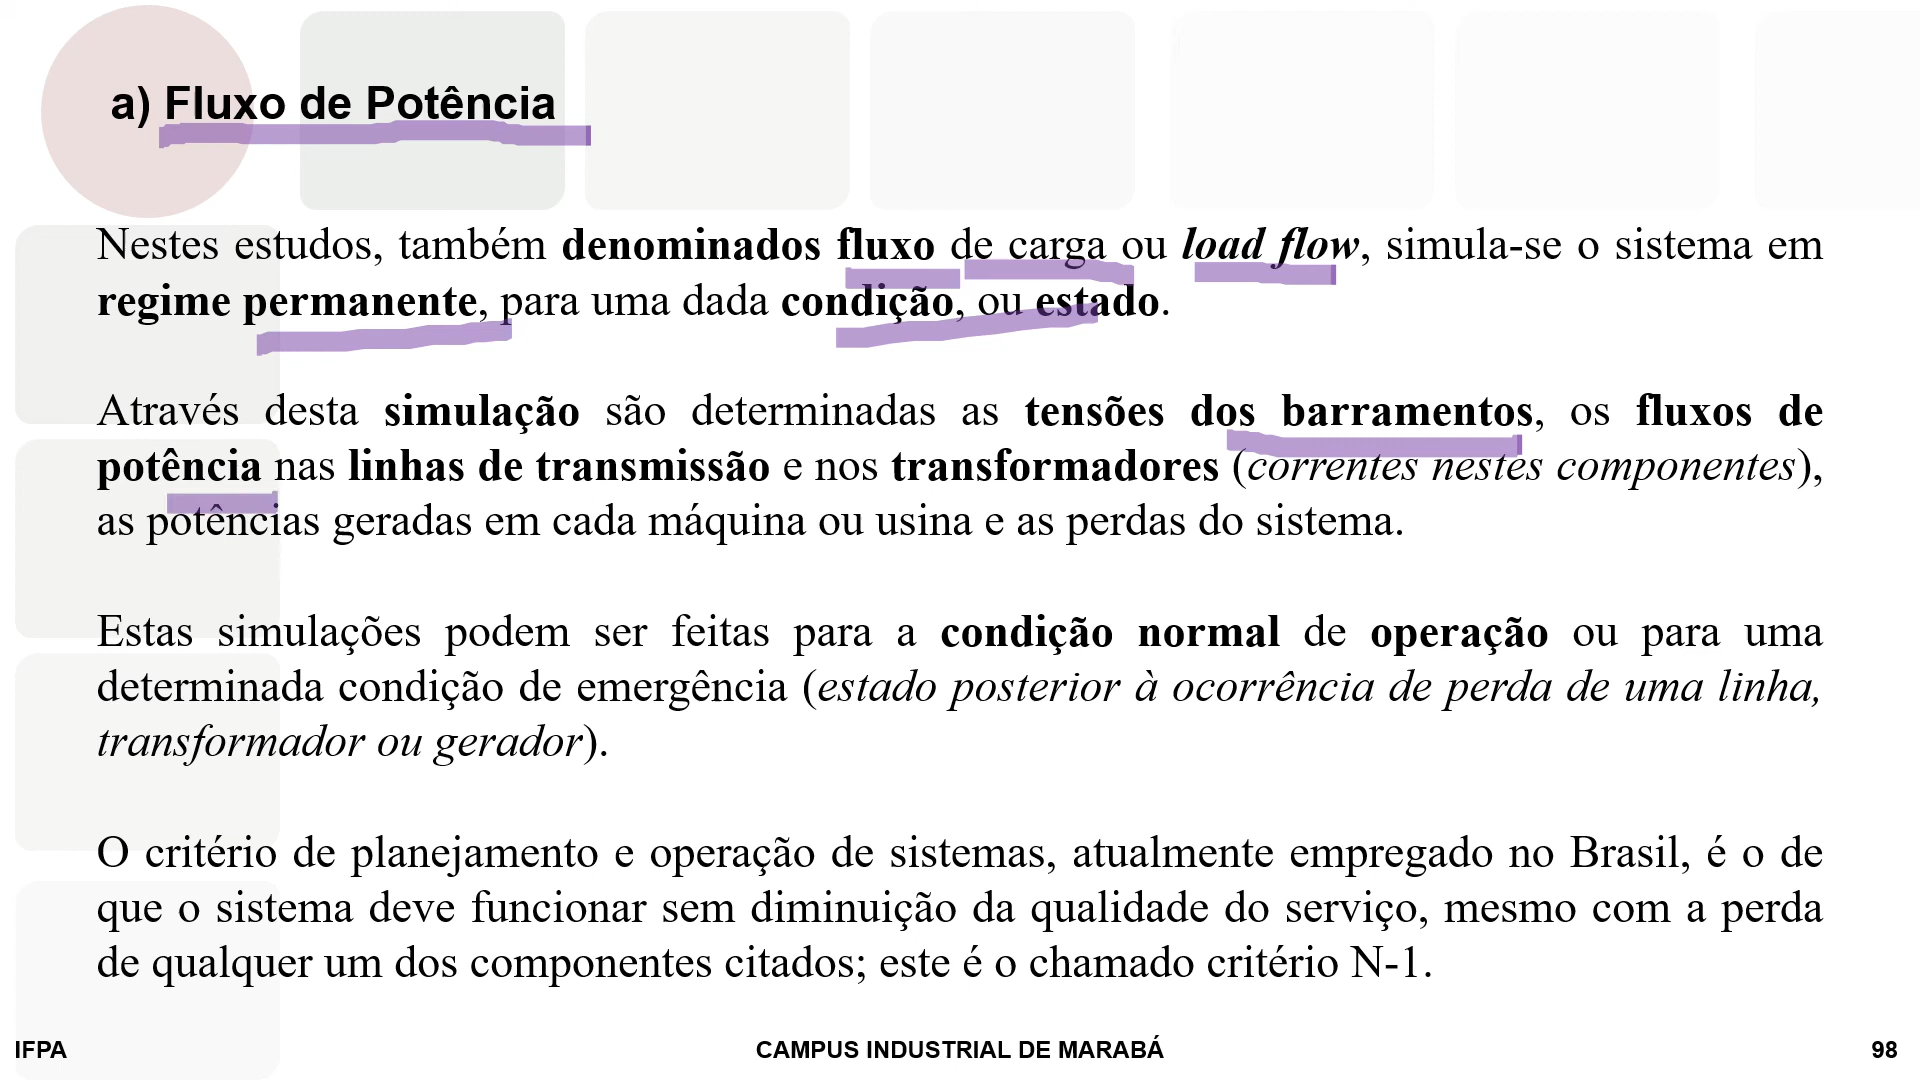 a) Fluxo de Potência
Nestes estudos, também denominados fluxo de carga ou load flow, simula-se o sistema em
regime permanente, para uma dada condição, ou estado.
Através desta simulação são determinadas as tensões dos barramentos, os fluxos de
potência nas linhas de transmissão e nos transformadores (correntes nestes componentes),
as potências geradas em cada máquina ou usina e as perdas do sistema.
Estas simulações podem ser feitas para a condição normal de operação ou para uma
determinada condição de emergência (estado posterior à ocorrência de perda de uma linha,
transformador ou gerador).
O critério de planejamento e operação de sistemas, atualmente empregado no Brasil, é o de
que o sistema deve funcionar sem diminuição da qualidade do serviço, mesmo com a perda
de qualquer um dos componentes citados; este é o chamado critério N-1.
IFPA
CAMPUS INDUSTRIAL DE MARABÁ
98